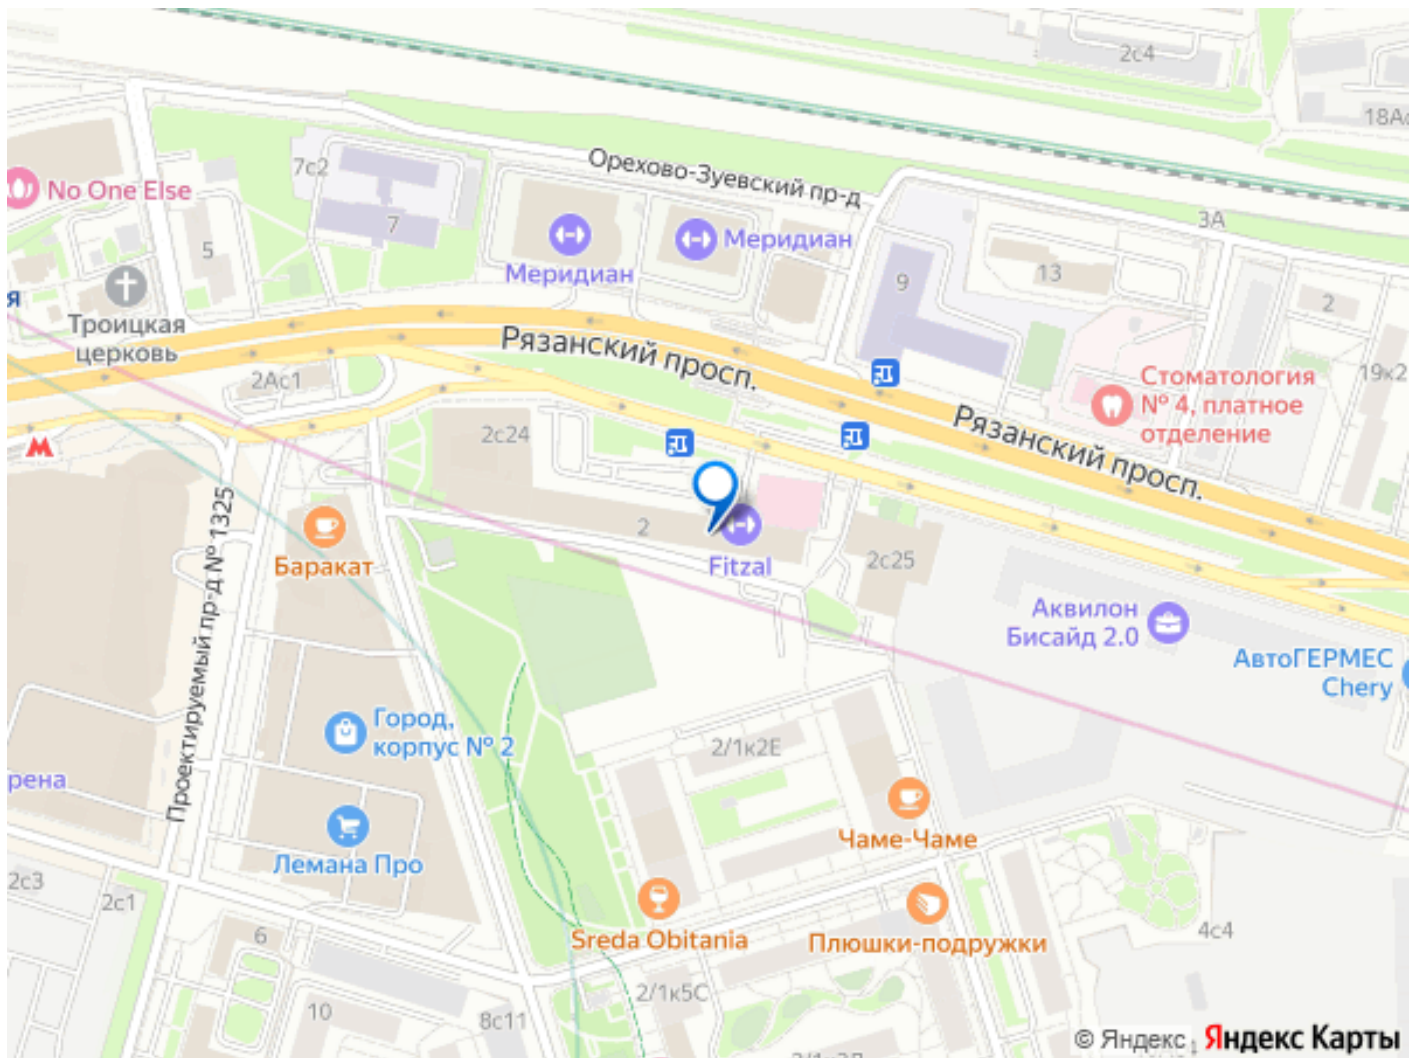 2с4
18Ас
Орехово-Зуевский пр-д
7с2
No One Else
7
3А
5
Меридиан
Меридиан
9
13
2
я
Троицкая
церковь
Рязанский просп.
2Ас1
Стоматология
№ 4, платное
отделение
19к2
Рязанский просп.
2с24
2
Fitzal
2с25
Баракат
Проектируемый пр-д № 1325
Аквилон
Бисайд 2.0
АвтоГЕРМЕС
Chery
Город,
корпус № 2
2/1к2Е
рена
Чаме-Чаме
Лемана Про
2с3
2с1
Sreda Obitania
Плюшки-подружки
4с4
6
2/1к5С
10
8с11
© Яндекс
Яндекс Карты